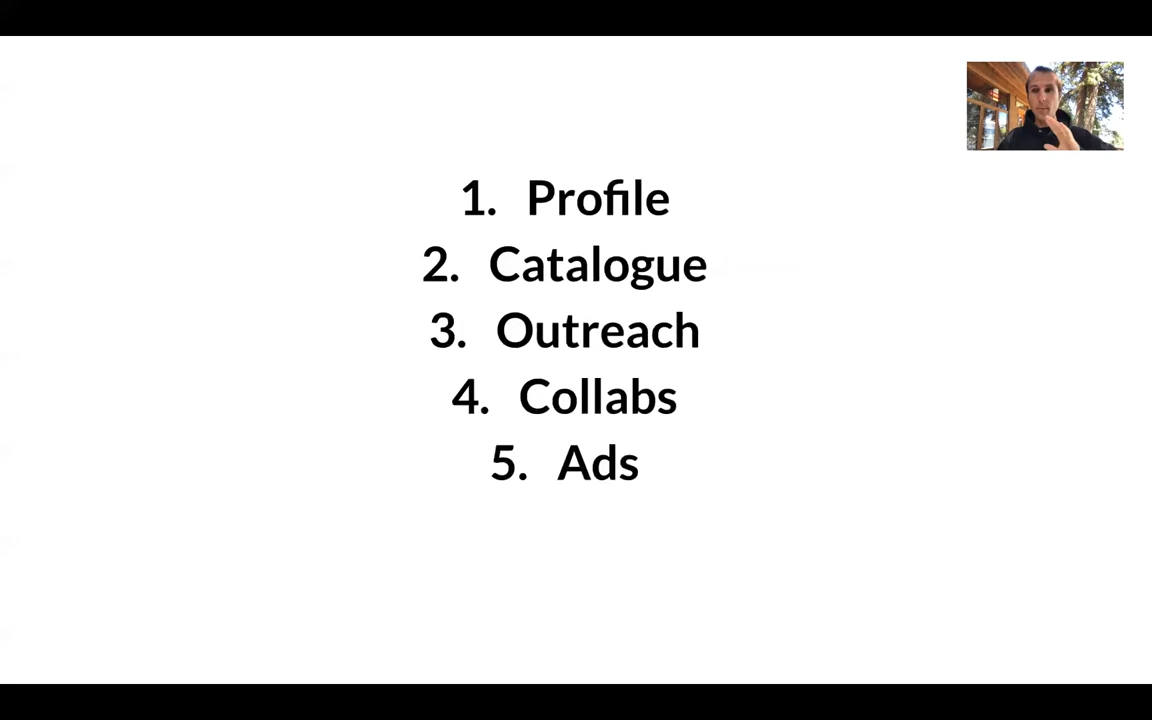 1. Profile
2. Catalogue
3. Outreach
4. Collabs
5. Ads